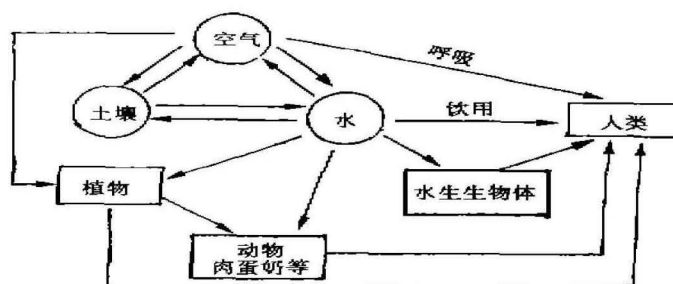 空气
呼吸
土壤
水
饮用
人类
植物
水生生物体
动物
肉蛋奶等